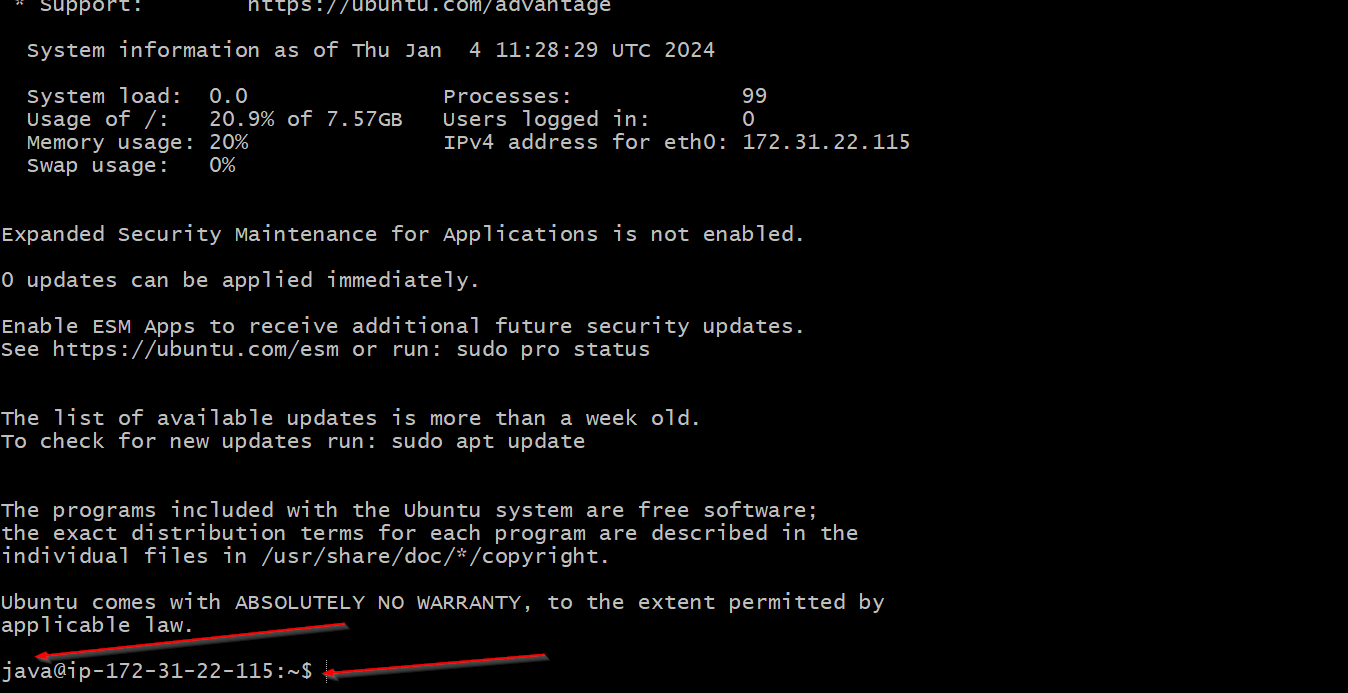 * Support:        https://ubuntu.com/advantage
System information as of Thu Jan  4 11:28:29 UTC 2024
System load:  0.0               Processes:             99
Usage of /:   20.9% of 7.57GB   Users logged in:       0
Memory usage: 20%               IPv4 address for eth0: 172.31.22.115
Swap usage:   0%
Expanded Security Maintenance for Applications is not enabled.
0 updates can be applied immediately.
Enable ESM Apps to receive additional future security updates.
See https://ubuntu.com/esm or run: sudo pro status
The list of available updates is more than a week old.
To check for new updates run: sudo apt update
The programs included with the Ubuntu system are free software;
the exact distribution terms for each program are described in the
individual files in /usr/share/doc/*/copyright.
Ubuntu comes with ABSOLUTELY NO WARRANTY, to the extent permitted by
applicable law.
java@ip-172-31-22-115:~$